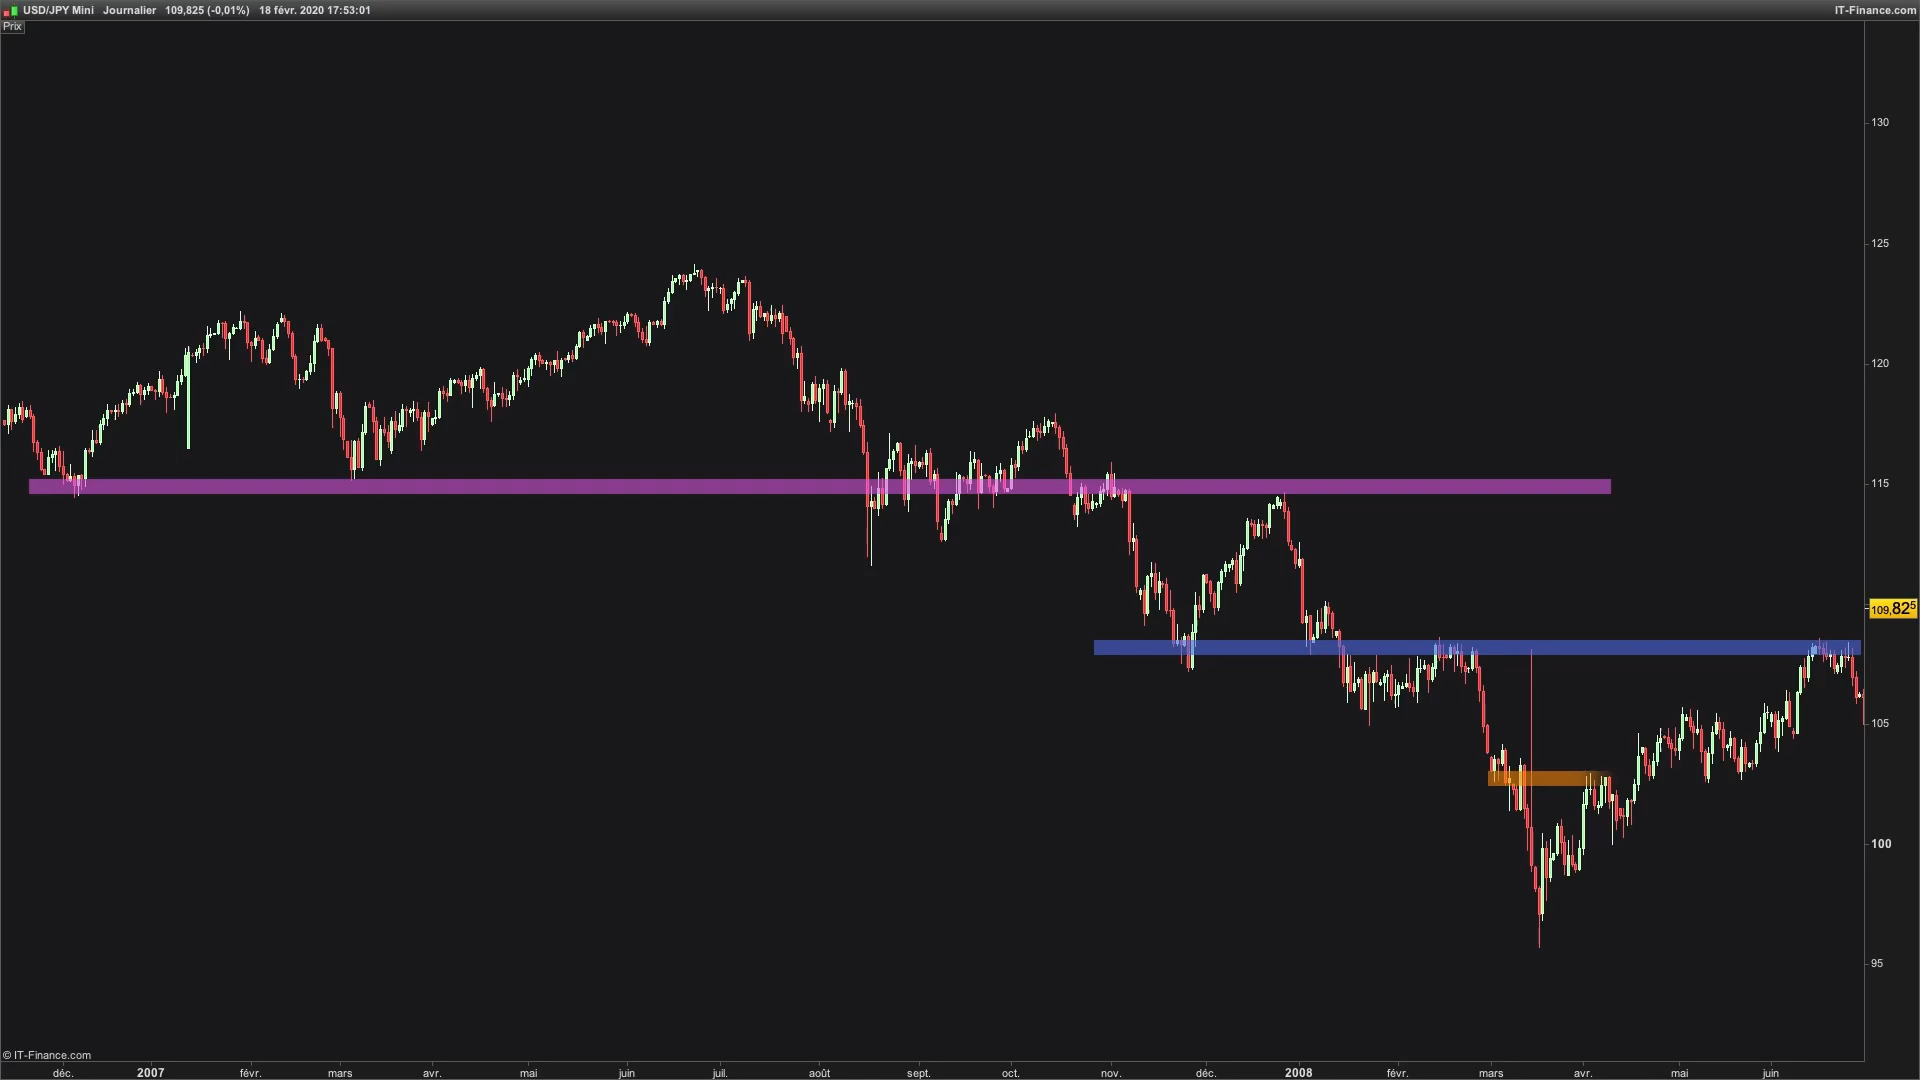 USD/JPY Mini Journalier 109,825 (-0,01%) 18 févr. 2020 17:53:01 IT-Finance.com
Prix
130
125
120
115
109,825
105
100
95
© IT-Finance.com
déc. 2007 févr. mars avr. mai juin juil. août sept. oct. nov. déc. 2008 févr. mars avr. mai juin